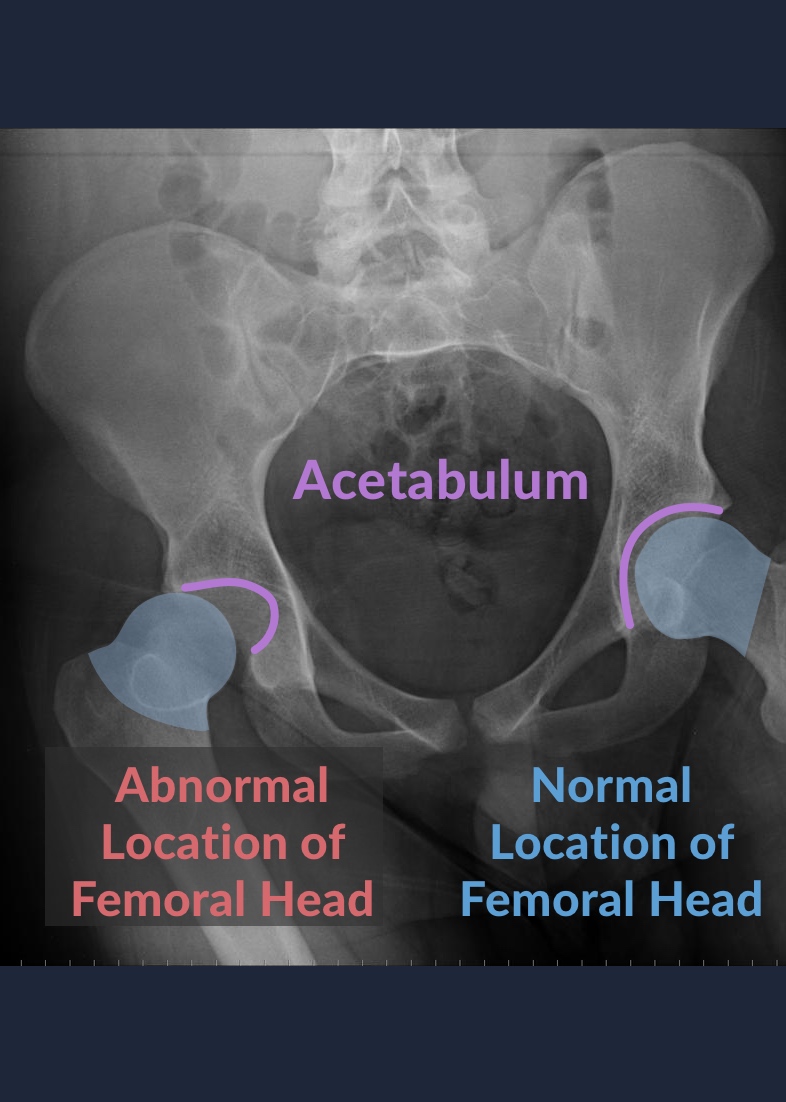 Acetabulum
Abnormal
Location of
Femoral Head
Normal
Location of
Femoral Head